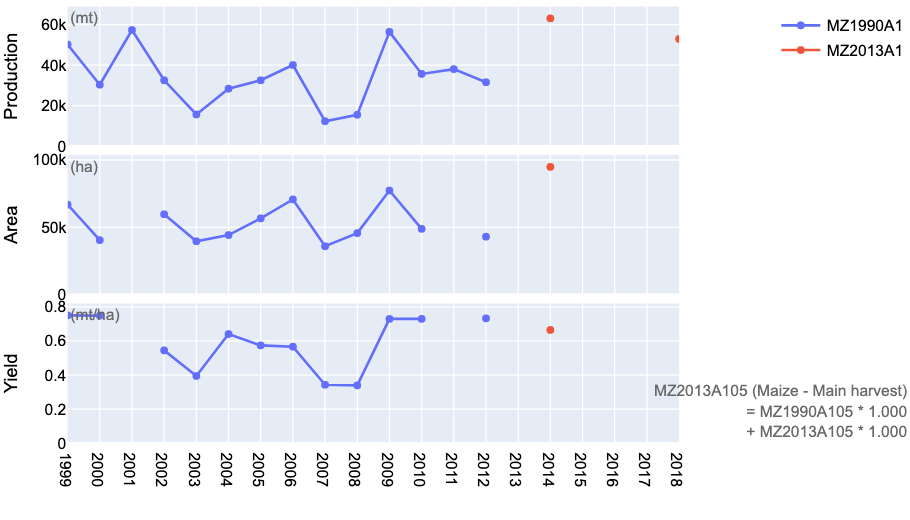 Production
(mt)
60k
40k
20k
0
MZ1990A1
MZ2013A1
Area
(ha)
100k
50k
0
Yield
(mt/ha)
0.8
0.6
0.4
0.2
0
MZ2013A105 (Maize - Main harvest)
= MZ1990A105 * 1.000
+ MZ2013A105 * 1.000
1999 2000 2001 2002 2003 2004 2005 2006 2007 2008 2009 2010 2011 2012 2013 2014 2015 2016 2017 2018